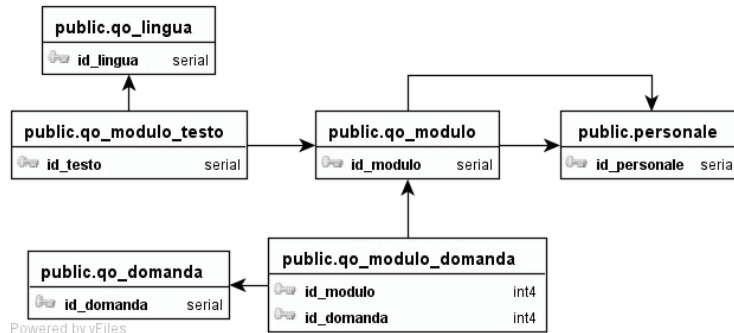 public.qo_lingua
id_lingua serial
public.qo_modulo_testo
id_testo serial
public.qo_modulo
id_modulo serial
public.personale
id_personale seria
public.qo_domanda
id_domanda serial
public.qo_modulo_domanda
id_modulo int4
id_domanda int4
Powered by yFiles